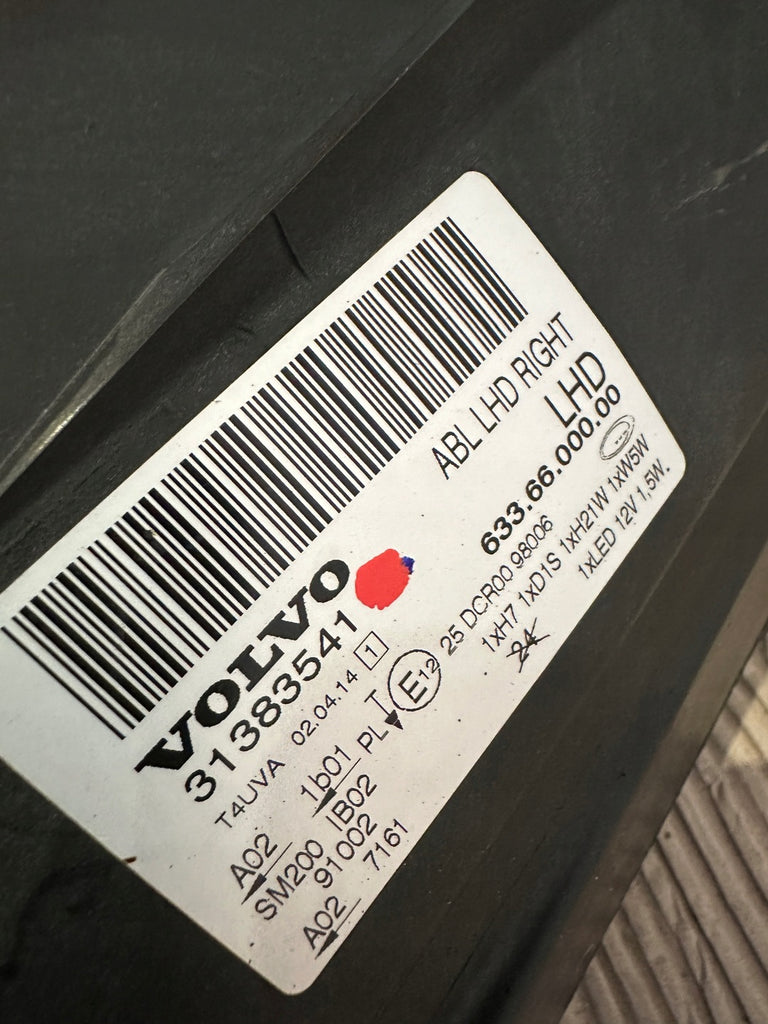 ABL LHD RIGHT
LHD
VOLVO
633.66.000.00
31383541
T4UVA 02.04.14 1
25 DCR00 98006
1xH7 1xD1S 1xH21W 1xW5W
1xLED 12V 1,5W.
24
E12
A02 1b01 T PL
SM200 IB02
91002
A02 7161